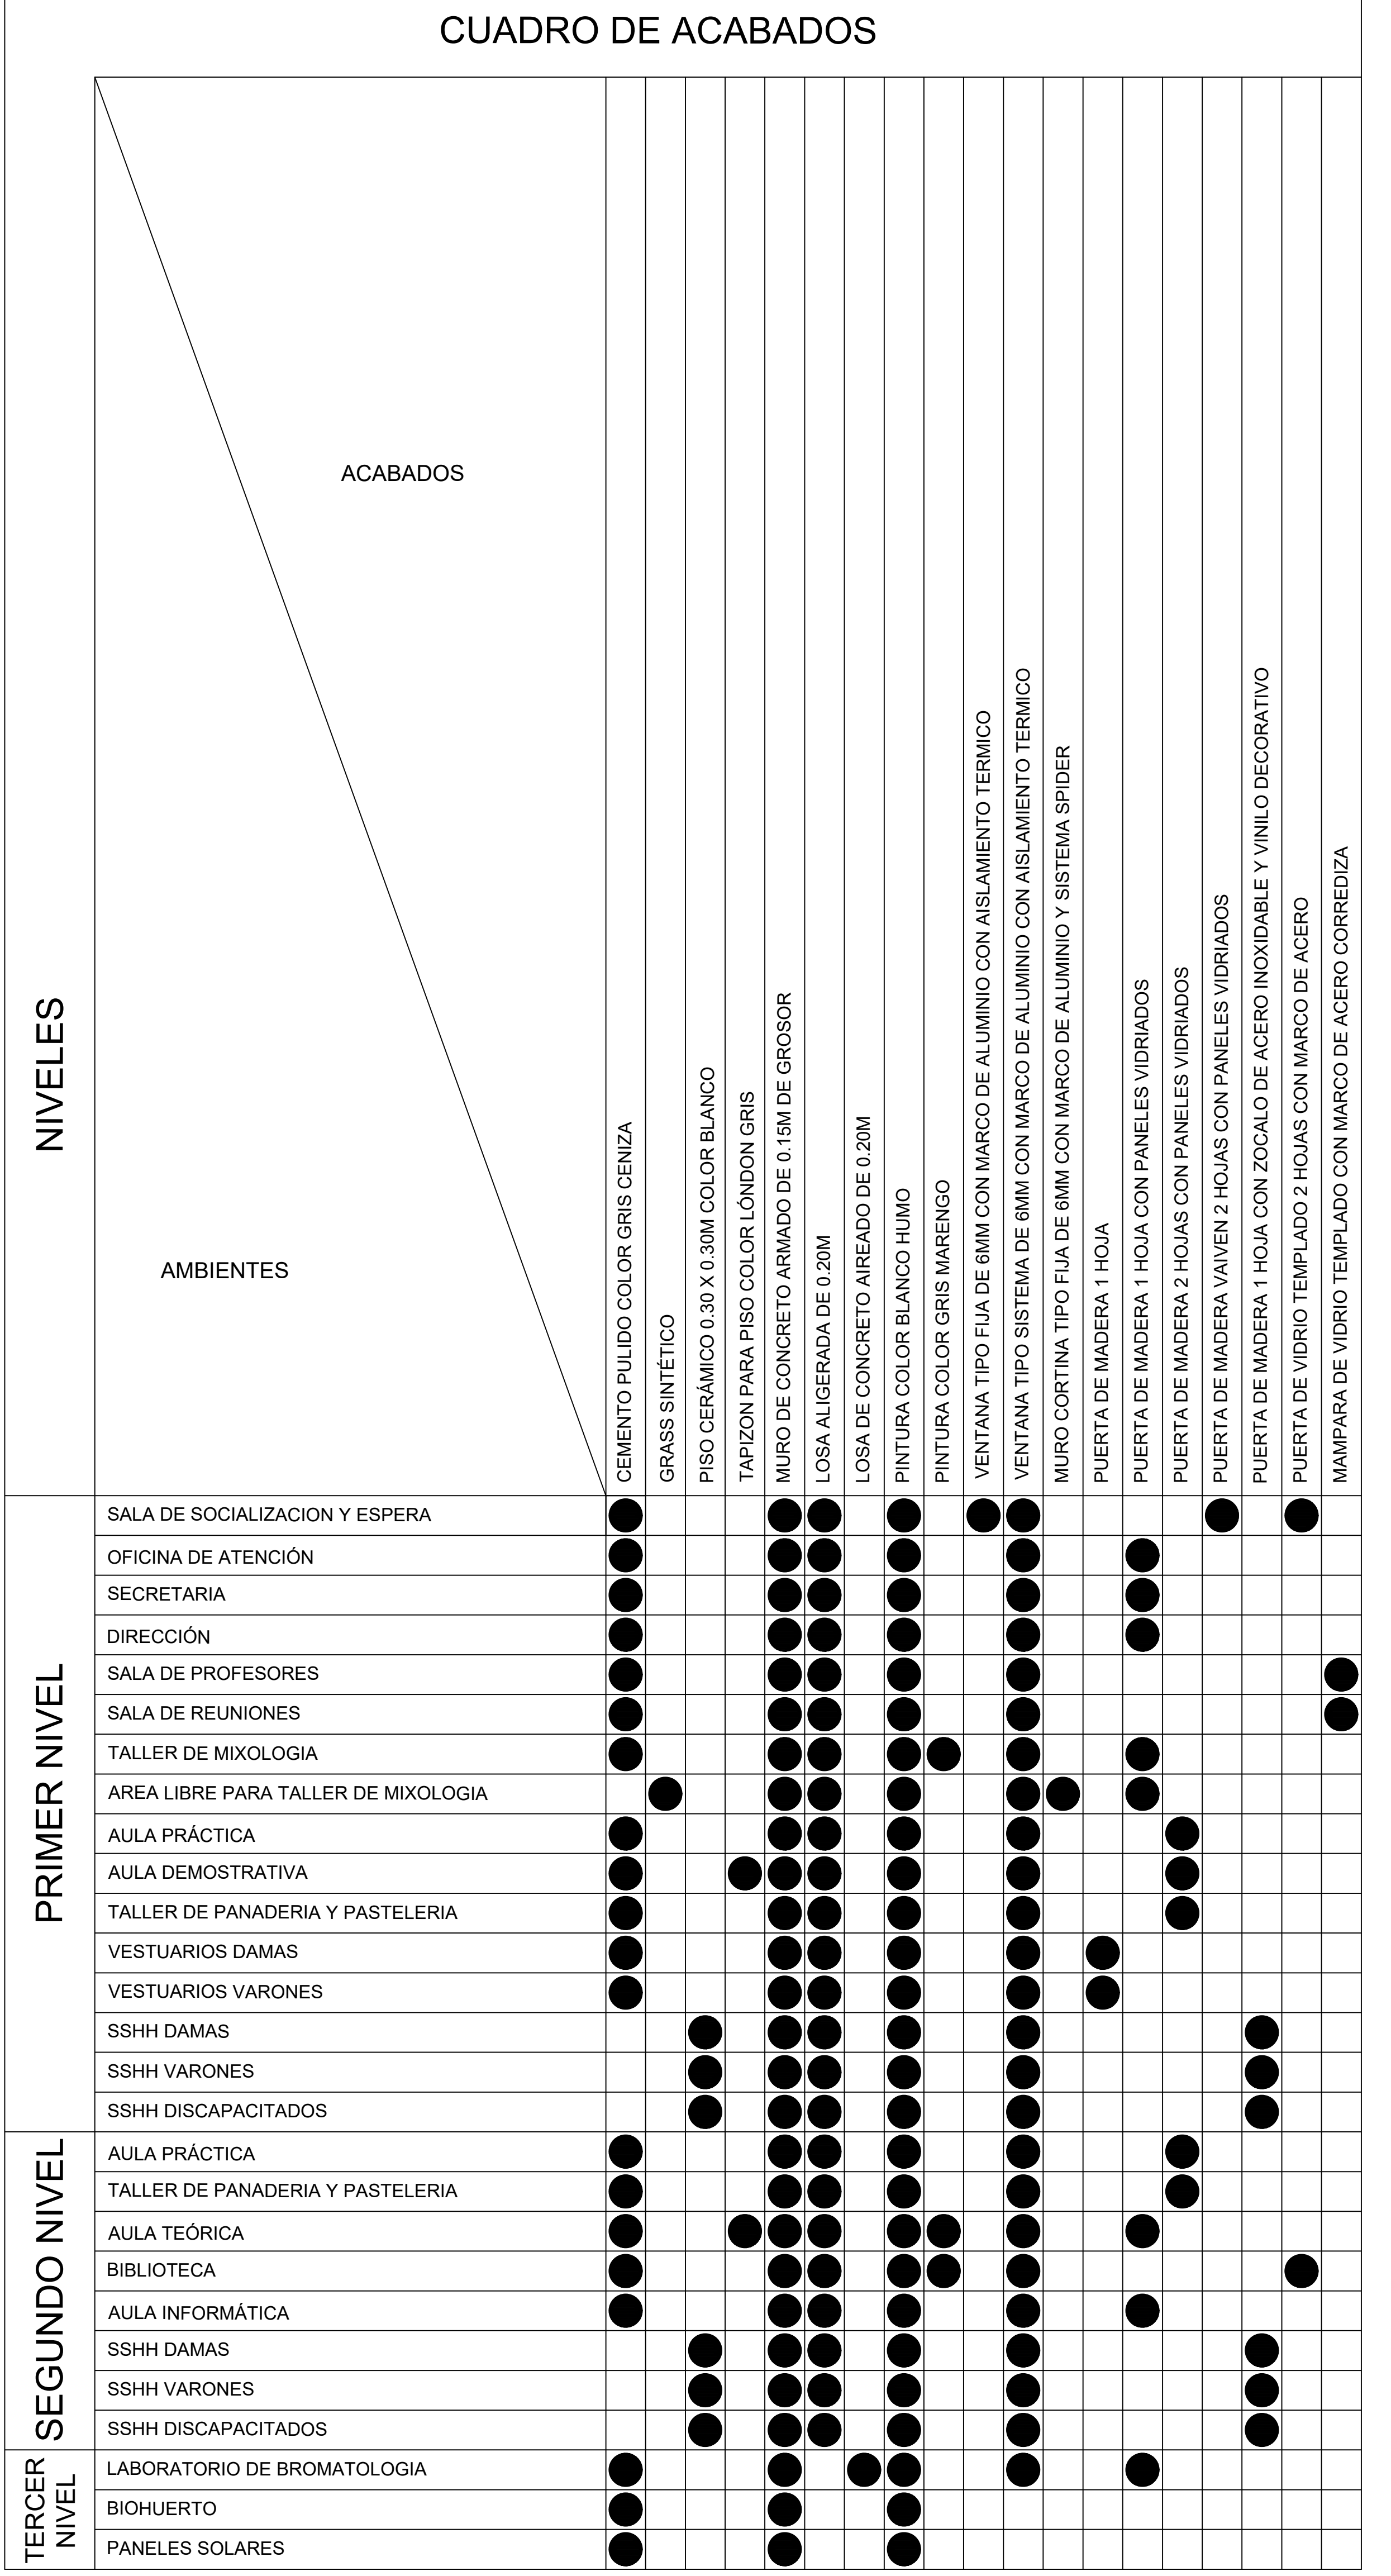 CUADRO DE ACABADOS
NIVELES
ACABADOS
AMBIENTES
CEMENTO PULIDO COLOR GRIS CENIZA
GRASS SINTÉTICO
PISO CERÁMICO 0.30 X 0.30M COLOR BLANCO
TAPIZON PARA PISO COLOR LÓNDON GRIS
MURO DE CONCRETO ARMADO DE 0.15M DE GROSOR
LOSA ALIGERADA DE 0.20M
LOSA DE CONCRETO AIREADO DE 0.20M
PINTURA COLOR BLANCO HUMO
PINTURA COLOR GRIS MARENGO
VENTANA TIPO FIJA DE 6MM CON MARCO DE ALUMINIO CON AISLAMIENTO TERMICO
VENTANA TIPO SISTEMA DE 6MM CON MARCO DE ALUMINIO CON AISLAMIENTO TERMICO
MURO CORTINA TIPO FIJA DE 6MM CON MARCO DE ALUMINIO Y SISTEMA SPIDER
PUERTA DE MADERA 1 HOJA
PUERTA DE MADERA 1 HOJA CON PANELES VIDRIADOS
PUERTA DE MADERA 2 HOJAS CON PANELES VIDRIADOS
PUERTA DE MADERA VAIVEN 2 HOJAS CON PANELES VIDRIADOS
PUERTA DE MADERA 1 HOJA CON ZOCALO DE ACERO INOXIDABLE Y VINILO DECORATIVO
PUERTA DE VIDRIO TEMPLADO 2 HOJAS CON MARCO DE ACERO
MAMPARA DE VIDRIO TEMPLADO CON MARCO DE ACERO CORREDIZA
PRIMER NIVEL
SALA DE SOCIALIZACION Y ESPERA
OFICINA DE ATENCIÓN
SECRETARIA
DIRECCIÓN
SALA DE PROFESORES
SALA DE REUNIONES
TALLER DE MIXOLOGIA
AREA LIBRE PARA TALLER DE MIXOLOGIA
AULA PRÁCTICA
AULA DEMOSTRATIVA
TALLER DE PANADERIA Y PASTELERIA
VESTUARIOS DAMAS
VESTUARIOS VARONES
SSHH DAMAS
SSHH VARONES
SSHH DISCAPACITADOS
SEGUNDO NIVEL
AULA PRÁCTICA
TALLER DE PANADERIA Y PASTELERIA
AULA TEÓRICA
BIBLIOTECA
AULA INFORMÁTICA
SSHH DAMAS
SSHH VARONES
SSHH DISCAPACITADOS
TERCER
NIVEL
LABORATORIO DE BROMATOLOGIA
BIOHUERTO
PANELES SOLARES